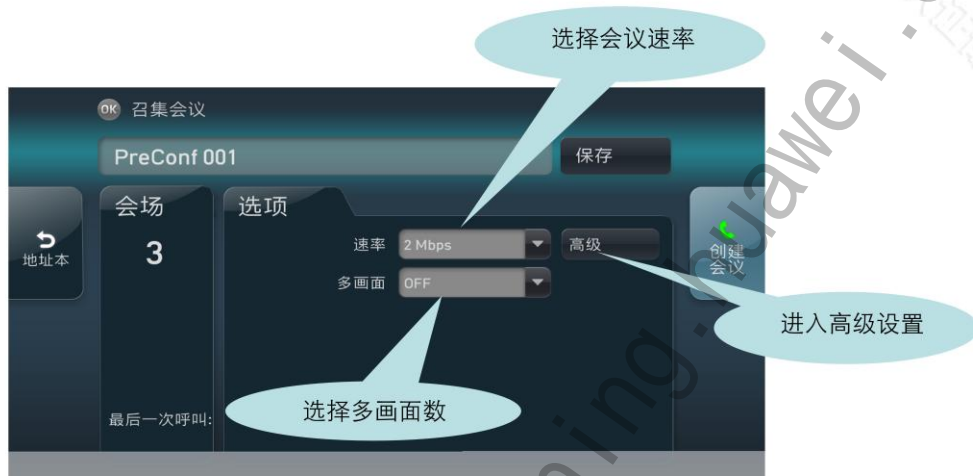 选择会议速率
OK 召集会议
PreConf 001
保存
会场
选项
3
速率 2 Mbps
高级
多画面 OFF
地址本
创建
会议
进入高级设置
选择多画面数
最后一次呼叫:
ing.huawei.